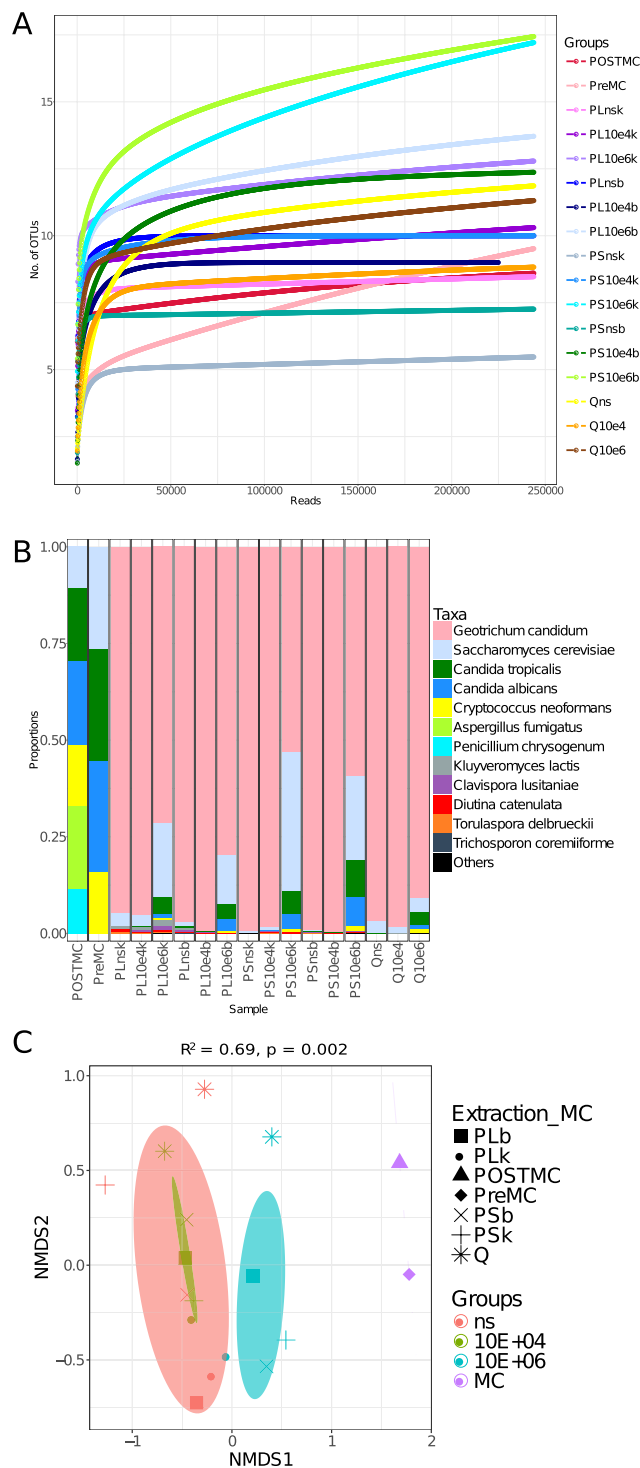 A
No. of OTUs
15
10
5
0
50000
100000
150000
200000
250000
Reads
Groups
POSTMC
PreMC
PLnsk
PL10e4k
PL10e6k
PLnsb
PL10e4b
PL10e6b
PSnsk
PS10e4k
PS10e6k
PSnsb
PS10e4b
PS10e6b
Qns
Q10e4
Q10e6
B
Proportions
1.00
0.75
0.50
0.25
0.00
POSTMC
PreMC
PLnsk
PL10e4k
PL10e6k
PLnsb
PL10e4b
PL10e6b
PSnsk
PS10e4k
PS10e6k
PSnsb
PS10e4b
PS10e6b
Qns
Q10e4
Q10e6
Sample
Taxa
Geotrichum candidum
Saccharomyces cerevisiae
Candida tropicalis
Candida albicans
Cryptococcus neoformans
Aspergillus fumigatus
Penicillium chrysogenum
Kluyveromyces lactis
Clavispora lusitaniae
Diutina catenulata
Torulaspora delbrueckii
Trichosporon coremiiforme
Others
C
R² = 0.69, p = 0.002
NMDS2
1.0
0.5
0.0
−0.5
−1
0
1
2
NMDS1
Extraction_MC
PLb
PLk
POSTMC
PreMC
PSb
PSk
Q
Groups
ns
10E+04
10E+06
MC